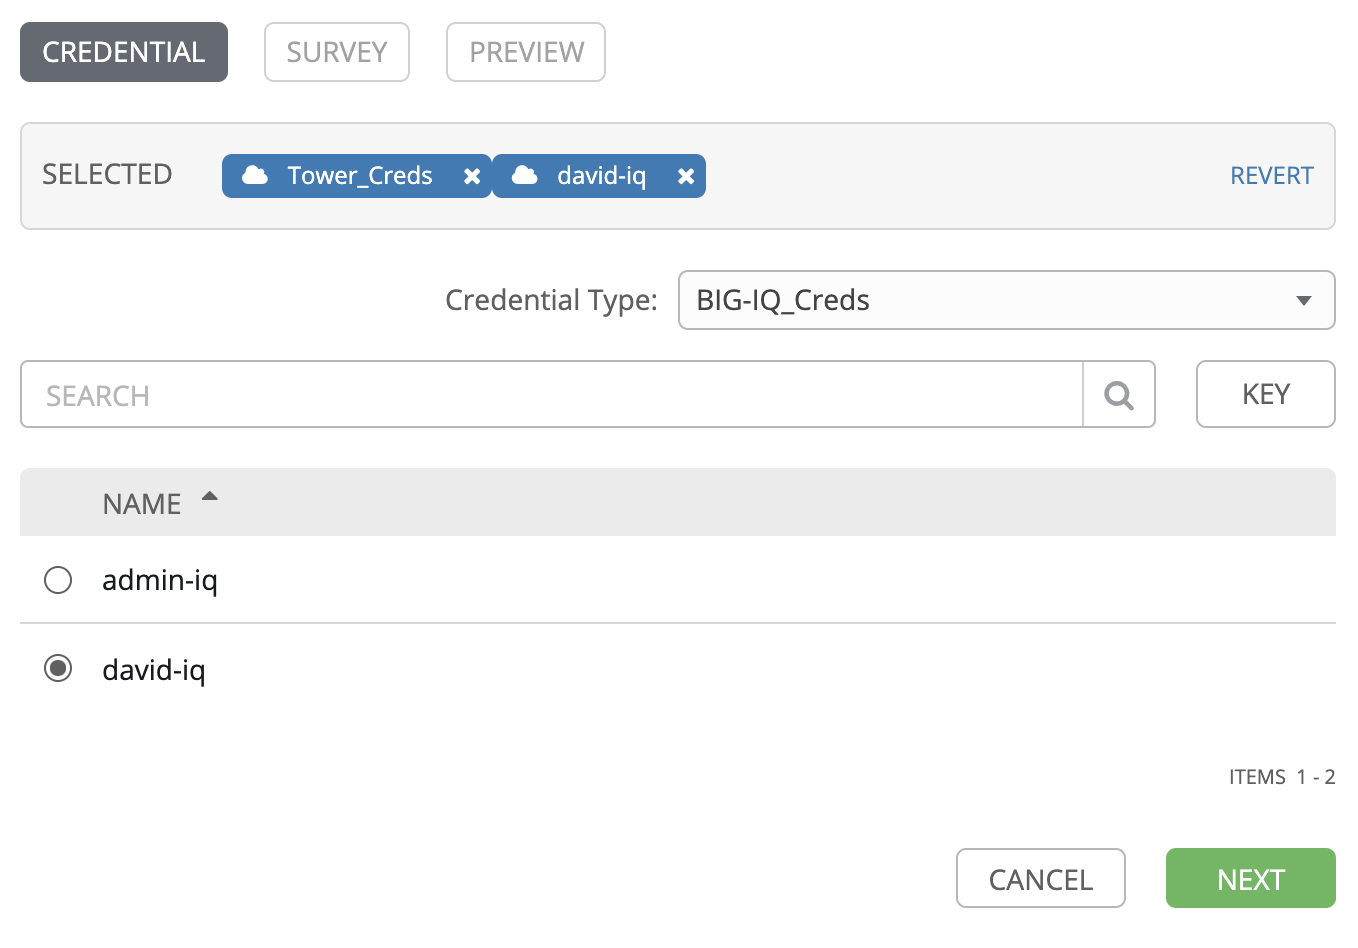 CREDENTIAL SURVEY PREVIEW
SELECTED Tower_Creds david-iq REVERT
Credential Type: BIG-IQ_Creds
SEARCH KEY
NAME
admin-iq
david-iq
ITEMS 1 - 2
CANCEL NEXT